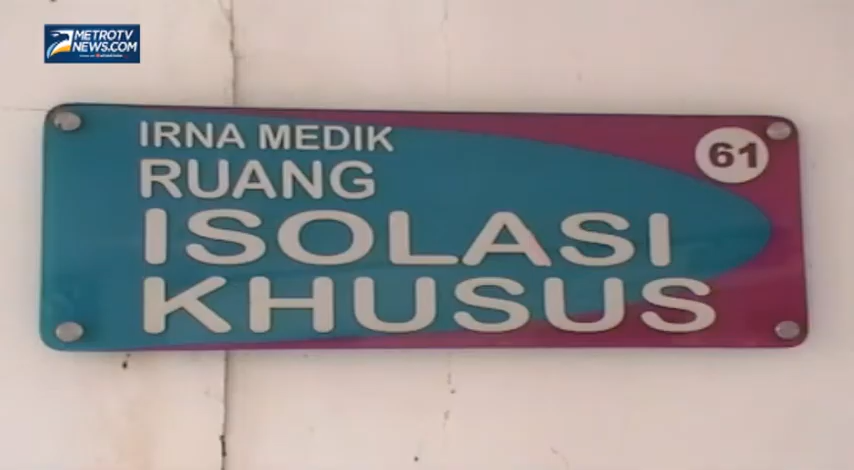 METROTV
NEWS.COM
IRNA MEDIK
61
RUANG
ISOLASI
KHUSUS